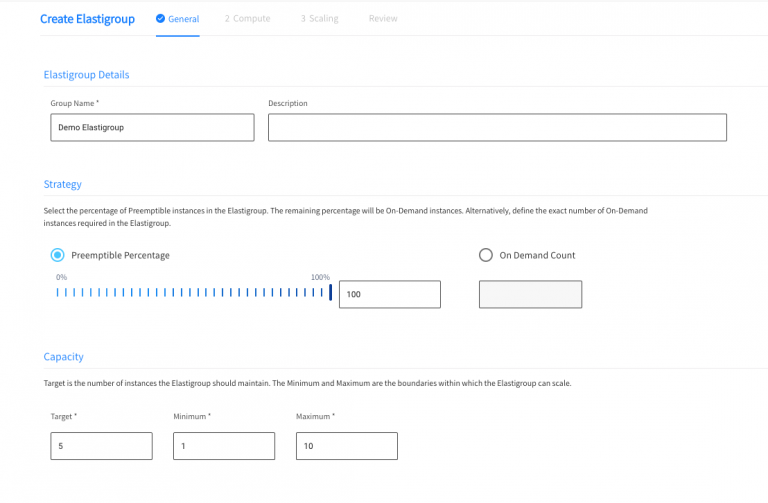 Create Elastigroup
General
2 Compute
3 Scaling
Review
Elastigroup Details
Group Name *
Description
Demo Elastigroup
Strategy
Select the percentage of Preemptible instances in the Elastigroup. The remaining percentage will be On-Demand instances. Alternatively, define the exact number of On-Demand
instances required in the Elastigroup.
Preemptible Percentage
On Demand Count
0%
100%
100
Capacity
Target is the number of instances the Elastigroup should maintain. The Minimum and Maximum are the boundaries within which the Elastigroup can scale.
Target *
Minimum *
Maximum *
5
1
10